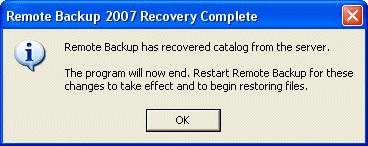 Remote Backup 2007 Recovery Complete
Remote Backup has recovered catalog from the server.
The program will now end. Restart Remote Backup for these
changes to take effect and to begin restoring files.
OK